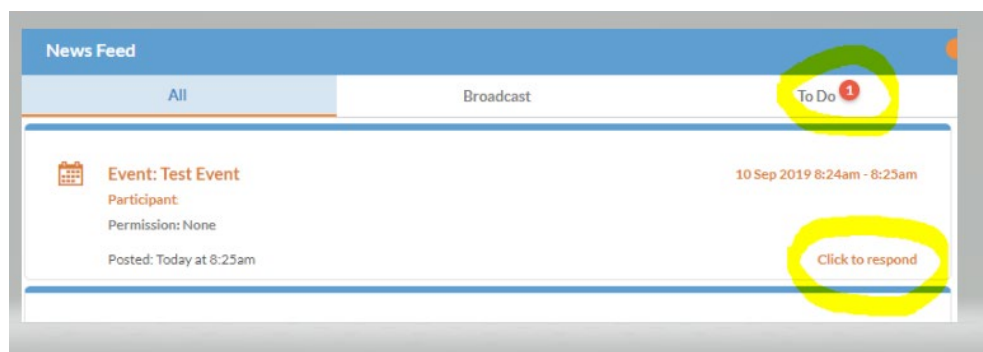 News Feed
All
Broadcast
To Do 1
Event: Test Event
10 Sep 2019 8:24am - 8:25am
Participant
Permission: None
Posted: Today at 8:25am
Click to respond